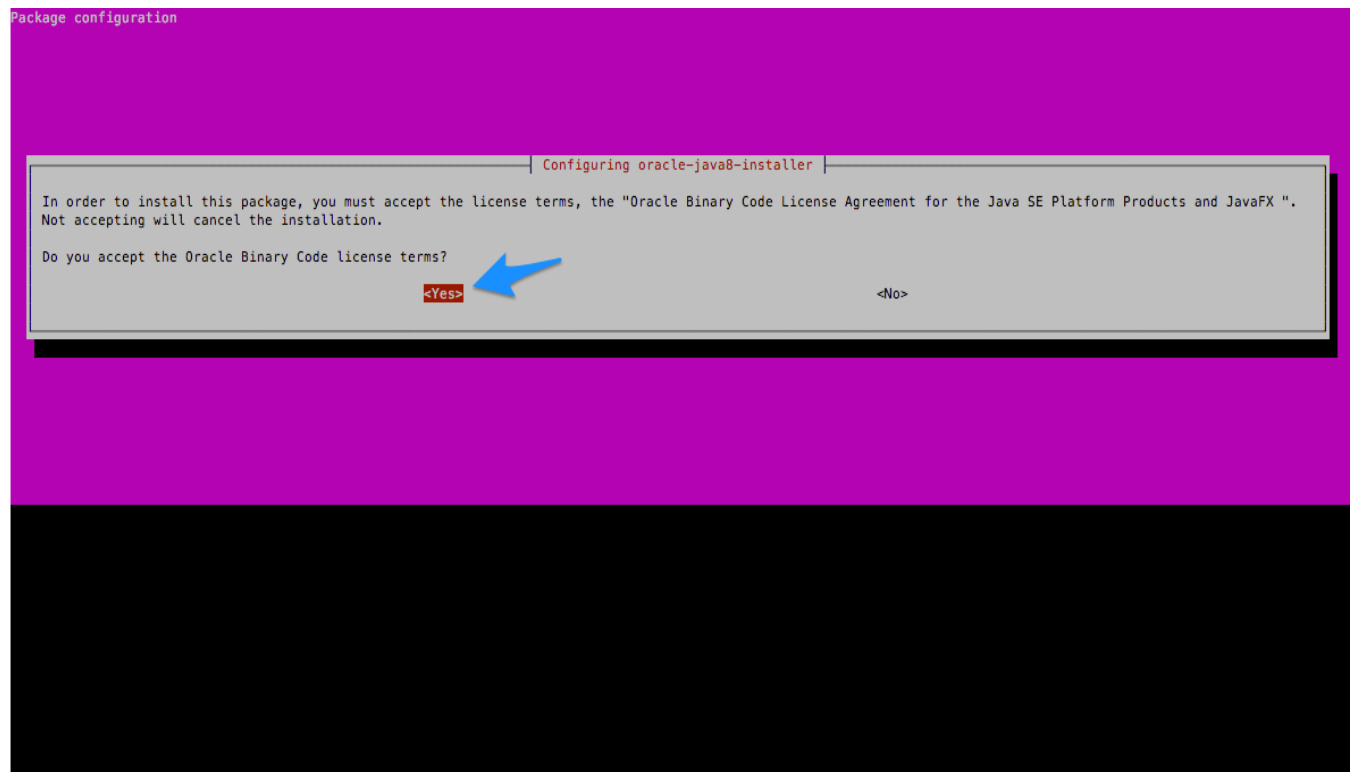 Package configuration
Configuring oracle-java8-installer
In order to install this package, you must accept the license terms, the "Oracle Binary Code License Agreement for the Java SE Platform Products and JavaFX ".
Not accepting will cancel the installation.
Do you accept the Oracle Binary Code license terms?
<Yes> <No>